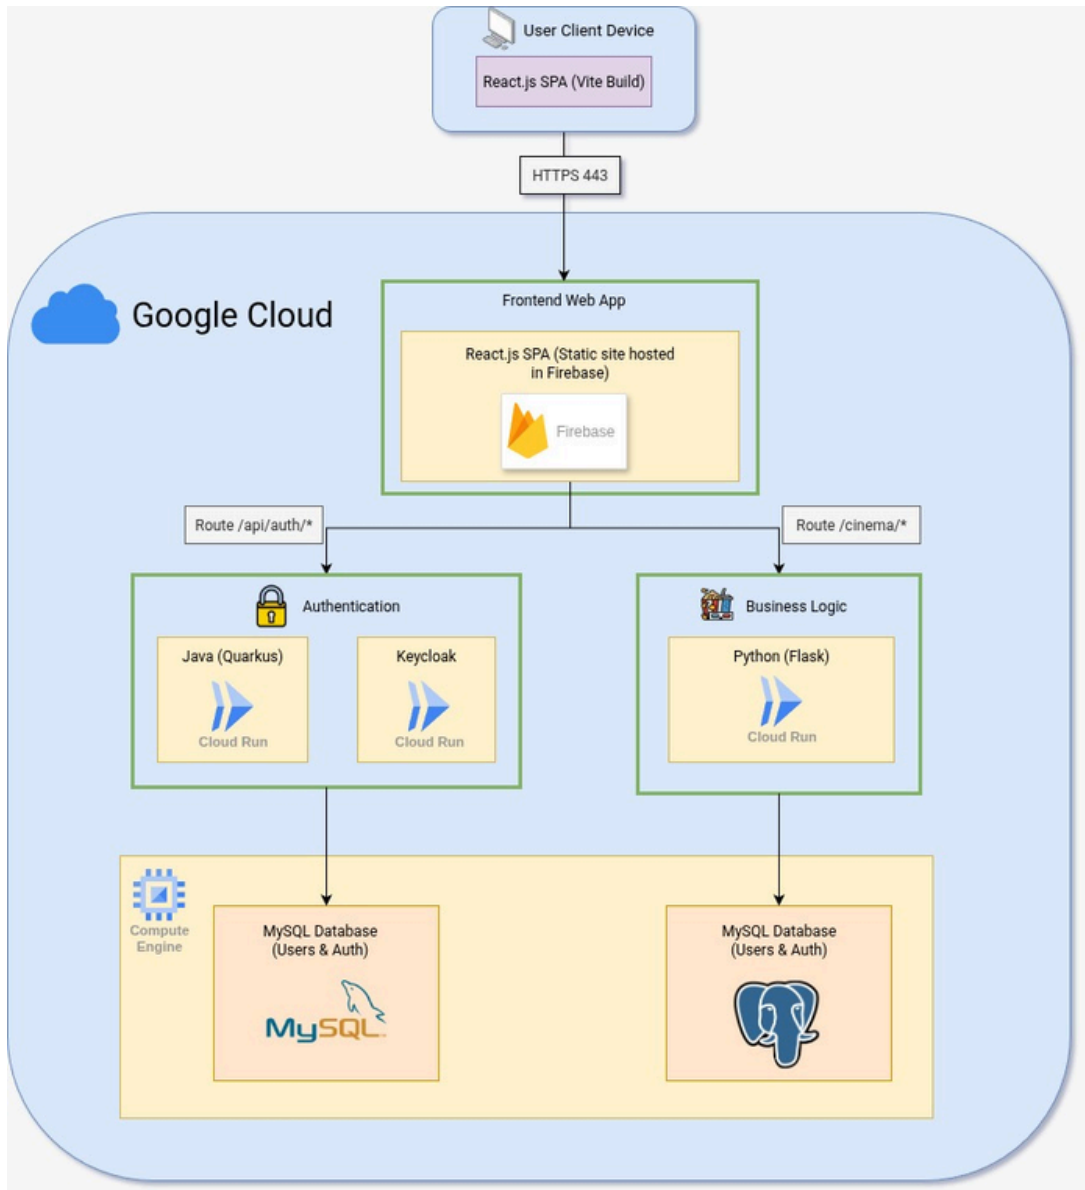 User Client Device
React.js SPA (Vite Build)
HTTPS 443
Google Cloud
Frontend Web App
React.js SPA (Static site hosted
in Firebase)
Firebase
Route /api/auth/*
Route /cinema/*
Authentication
Java (Quarkus)
Cloud Run
Keycloak
Cloud Run
Business Logic
Python (Flask)
Cloud Run
Compute
Engine
MySQL Database
(Users & Auth)
MySQL
MySQL Database
(Users & Auth)